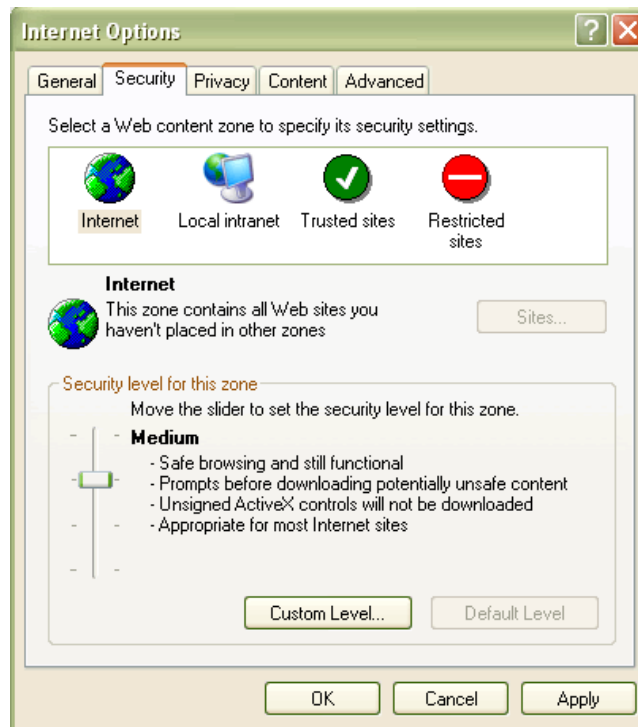 Internet Options
General Security Privacy Content Advanced
Select a Web content zone to specify its security settings.
Internet Local intranet Trusted sites Restricted
sites
Internet
This zone contains all Web sites you
haven't placed in other zones
Sites...
Security level for this zone
Move the slider to set the security level for this zone.
Medium
- Safe browsing and still functional
- Prompts before downloading potentially unsafe content
- Unsigned ActiveX controls will not be downloaded
- Appropriate for most Internet sites
Custom Level... Default Level
OK Cancel Apply